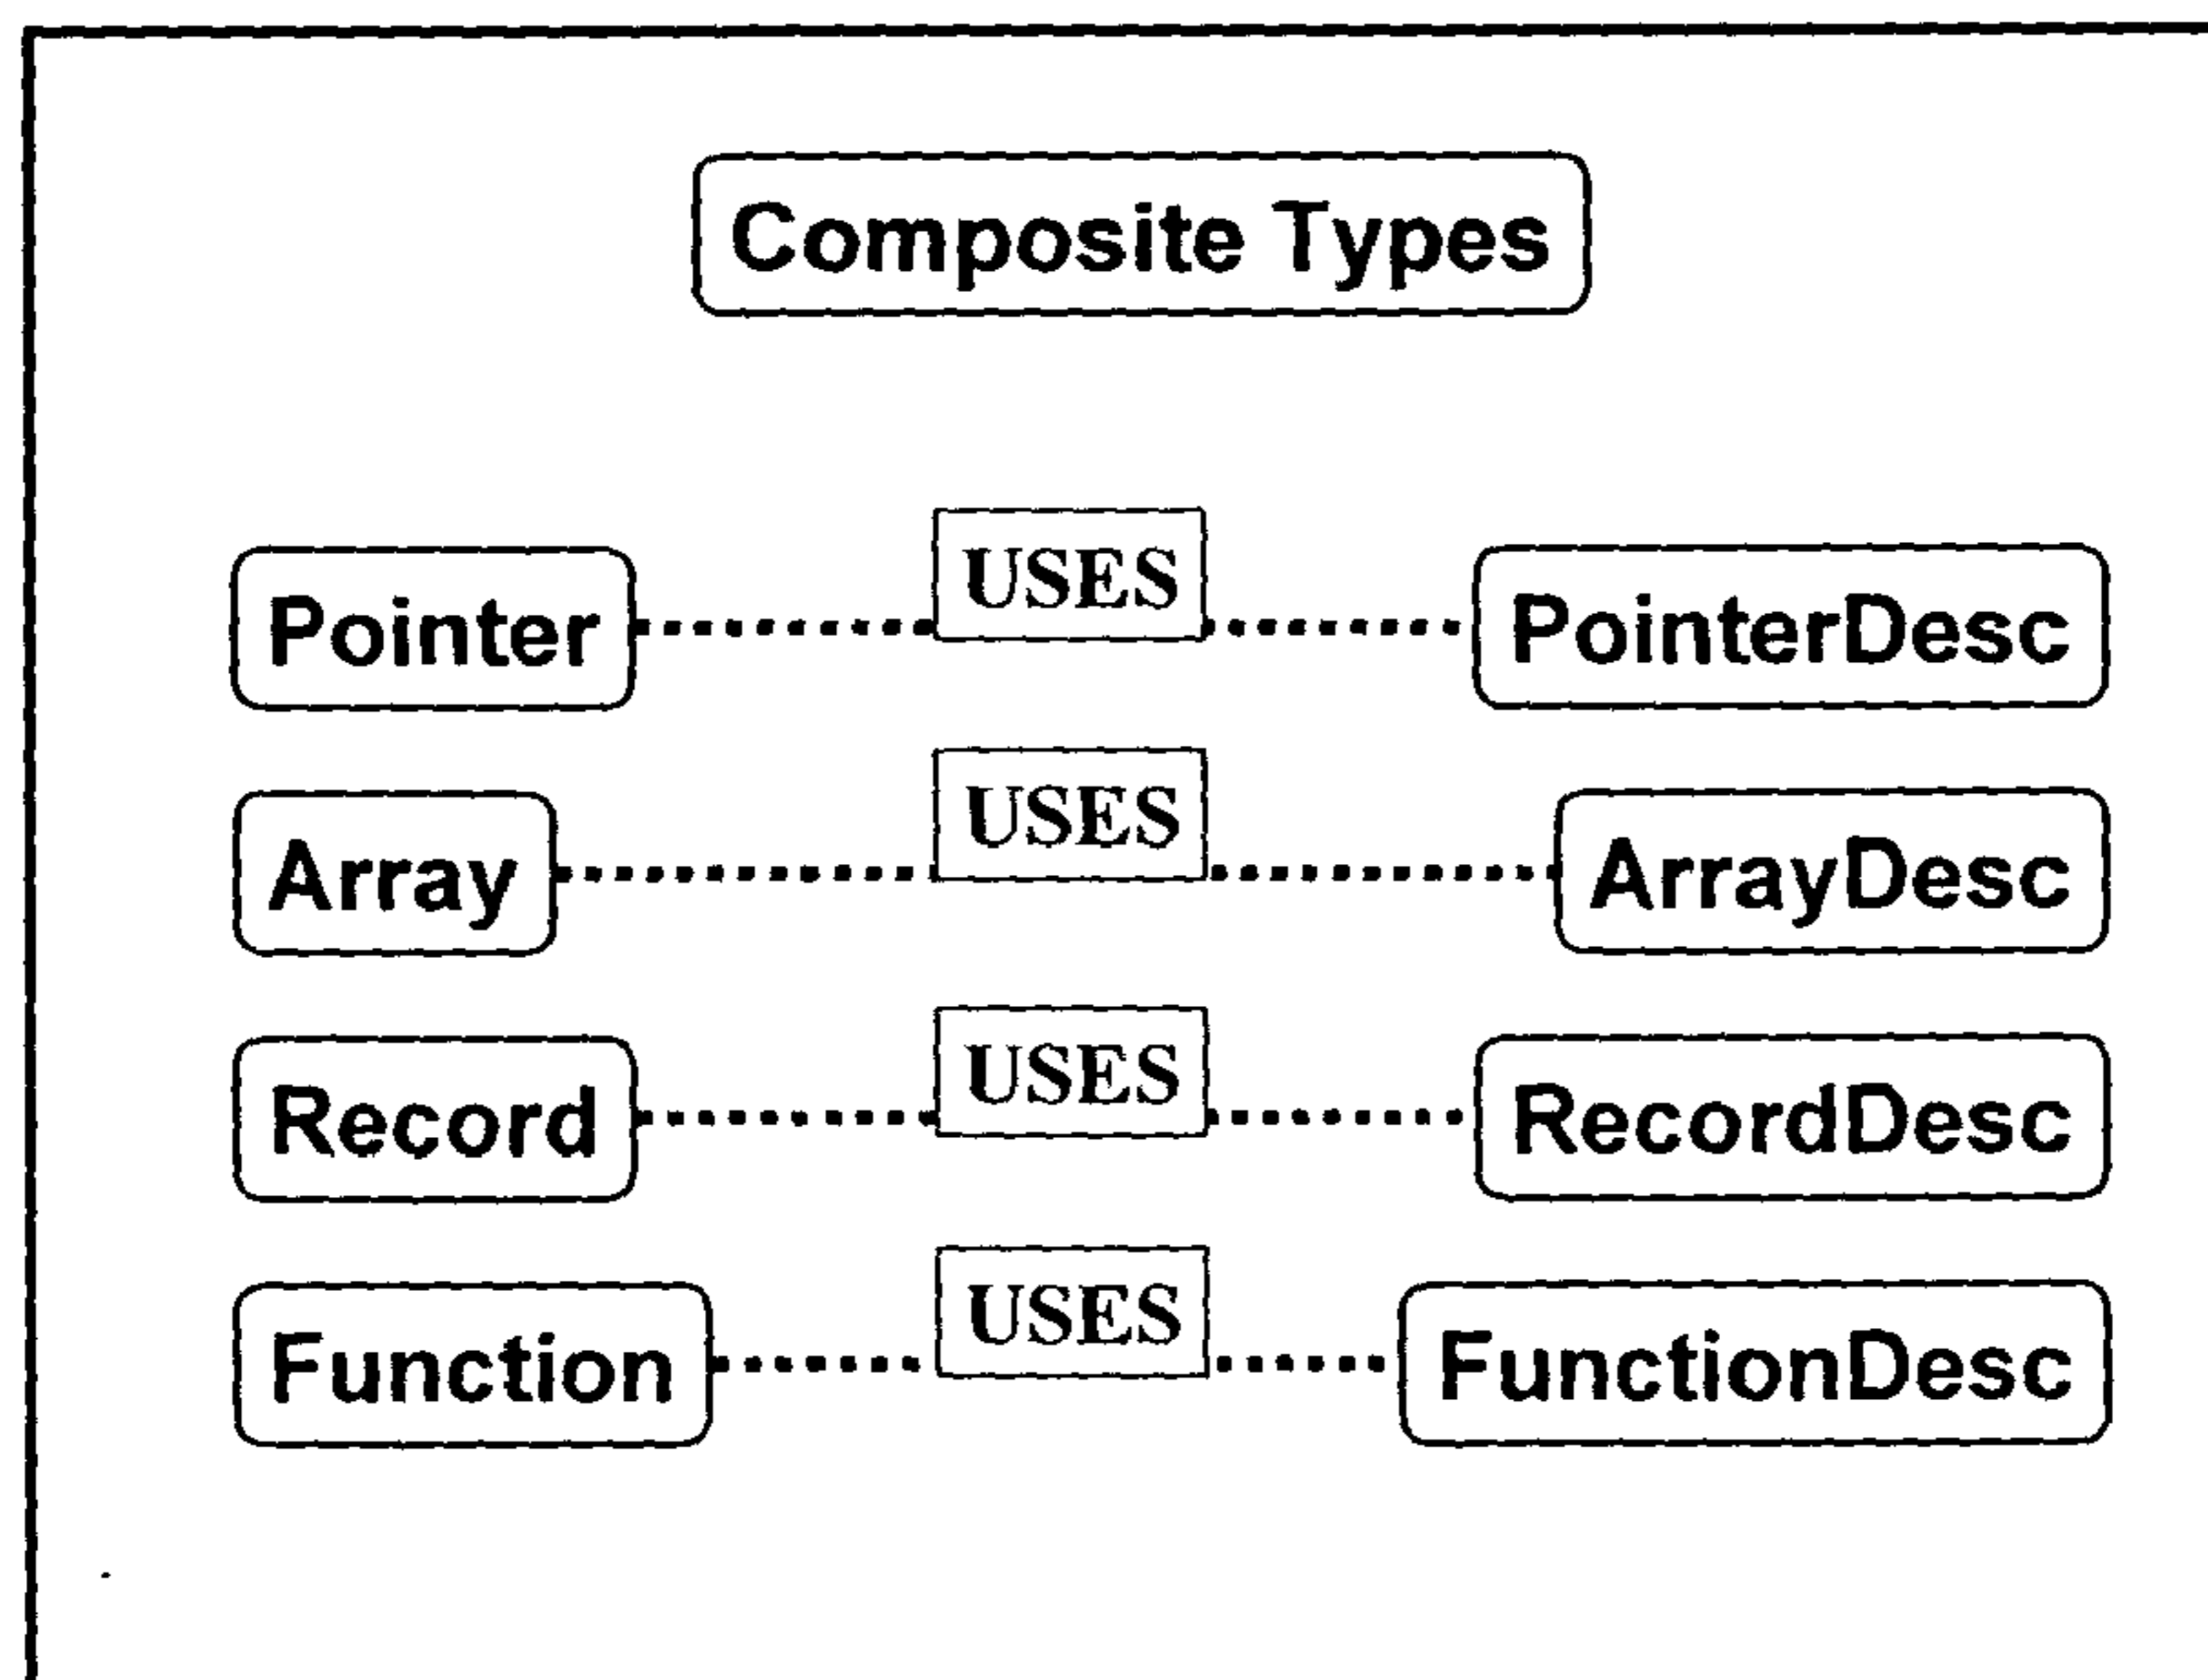 Composite Types
Pointer USES PointerDesc
Array USES ArrayDesc
Record USES RecordDesc
Function USES FunctionDesc